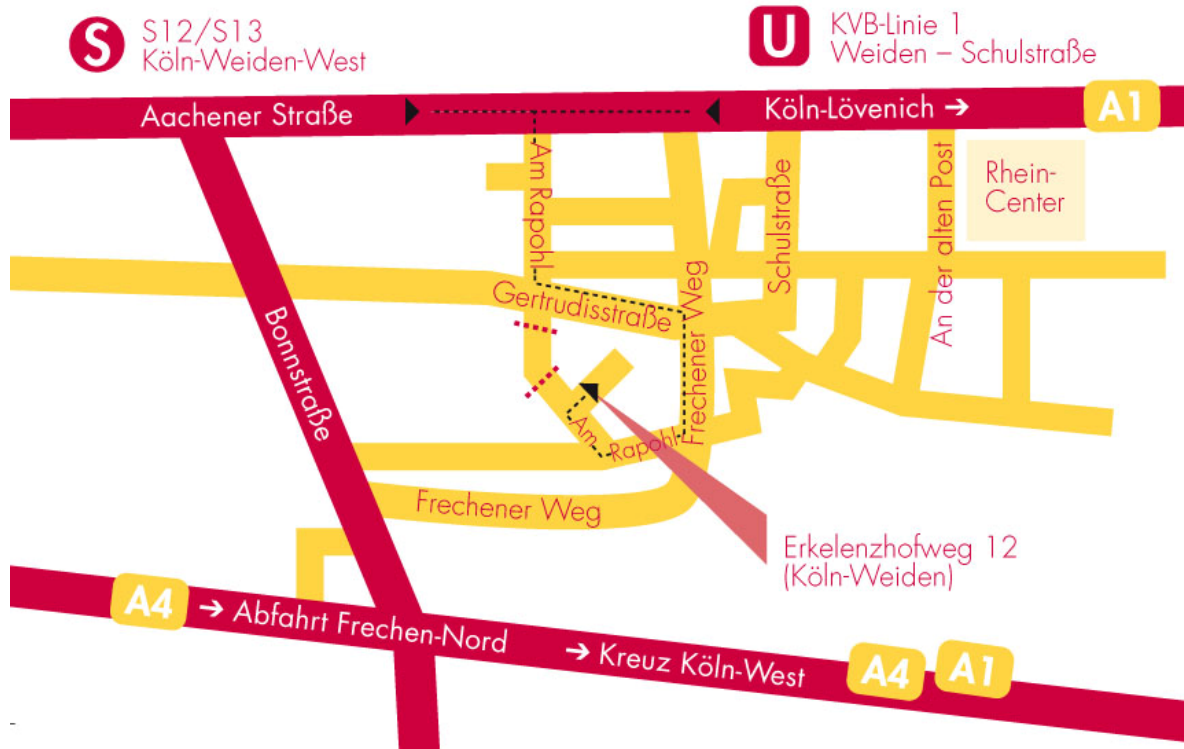 S
S12/S13
Köln-Weiden-West
U
KVB-Linie 1
Weiden – Schulstraße
Aachener Straße
Köln-Lövenich →
A1
Am Rapohl
Schulstraße
An der alten Post
Rhein-
Center
Gertrudisstraße
Frechener Weg
Bonnstraße
Am Rapohl
Frechener Weg
Erkelenzhofweg 12
(Köln-Weiden)
A4
→ Abfahrt Frechen-Nord
→ Kreuz Köln-West
A4
A1